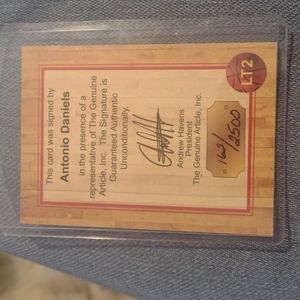 This card was signed by
Antonio Daniels
in the presence of a
representative of The Genuine
Article, Inc. The Signature is
Guaranteed Authentic
Unconditionally.
Andrew Havens
President
The Genuine Article, Inc.
162/2500
LT2